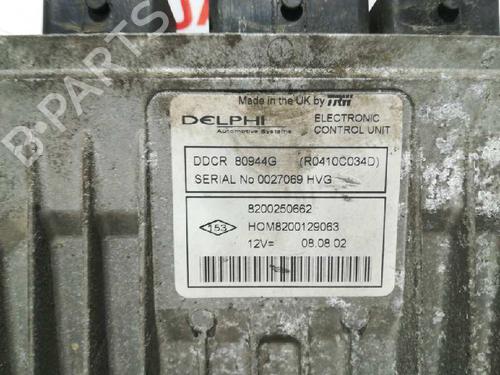 Made in the UK by TRW
DELPHI
Automotive Systems
ELECTRONIC
CONTROL UNIT
DDCR 80944G (R0410C034D)
SERIAL No 0027069 HVG
8200250662
153 HOM8200129063
12V= 08.08.02